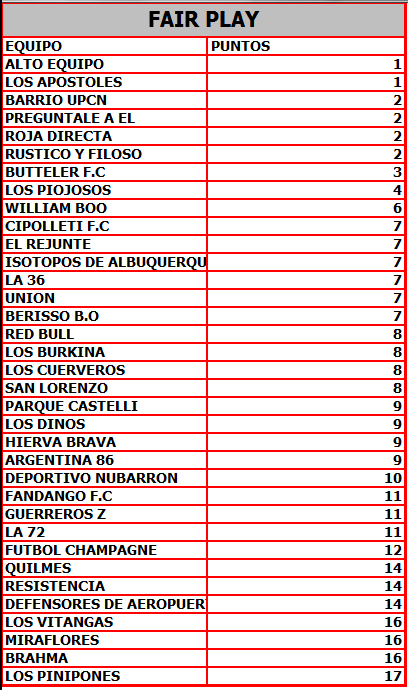 FAIR PLAY
EQUIPO PUNTOS
ALTO EQUIPO 1
LOS APOSTOLES 1
BARRIO UPCN 2
PREGUNTALE A EL 2
ROJA DIRECTA 2
RUSTICO Y FILOSO 2
BUTTELER F.C 3
LOS PIOJOSOS 4
WILLIAM BOO 6
CIPOLLETI F.C 7
EL REJUNTE 7
ISOTOPOS DE ALBUQUERQU 7
LA 36 7
UNION 7
BERISSO B.O 7
RED BULL 8
LOS BURKINA 8
LOS CUERVEROS 8
SAN LORENZO 8
PARQUE CASTELLI 9
LOS DINOS 9
HIERVA BRAVA 9
ARGENTINA 86 9
DEPORTIVO NUBARRON 10
FANDANGO F.C 11
GUERREROS Z 11
LA 72 11
FUTBOL CHAMPAGNE 12
QUILMES 14
RESISTENCIA 14
DEFENSORES DE AEROPUER 14
LOS VITANGAS 16
MIRAFLORES 16
BRAHMA 16
LOS PINIPONES 17